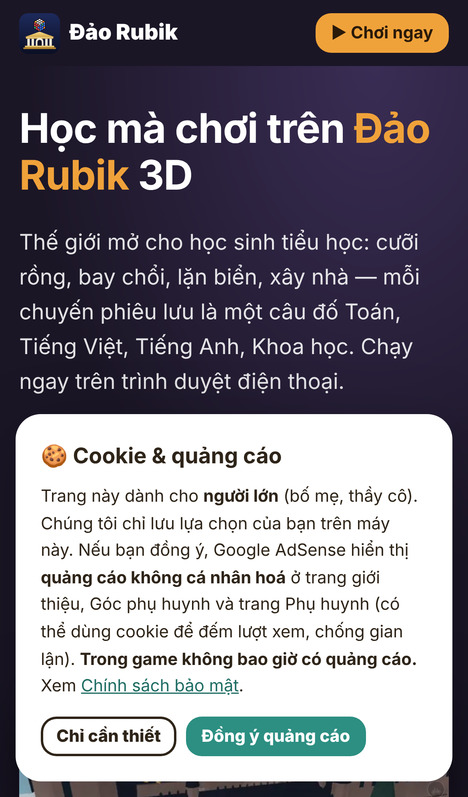 Đảo Rubik
▶ Chơi ngay
Học mà chơi trên Đảo
Rubik 3D
Thế giới mở cho học sinh tiểu học: cưỡi
rồng, bay chổi, lặn biển, xây nhà — mỗi
chuyến phiêu lưu là một câu đố Toán,
Tiếng Việt, Tiếng Anh, Khoa học. Chạy
ngay trên trình duyệt điện thoại.
🍪 Cookie & quảng cáo
Trang này dành cho người lớn (bố mẹ, thầy cô).
Chúng tôi chỉ lưu lựa chọn của bạn trên máy
này. Nếu bạn đồng ý, Google AdSense hiển thị
quảng cáo không cá nhân hoá ở trang giới
thiệu, Góc phụ huynh và trang Phụ huynh (có
thể dùng cookie để đếm lượt xem, chống gian
lận). Trong game không bao giờ có quảng cáo.
Xem Chính sách bảo mật.
Chỉ cần thiết
Đồng ý quảng cáo